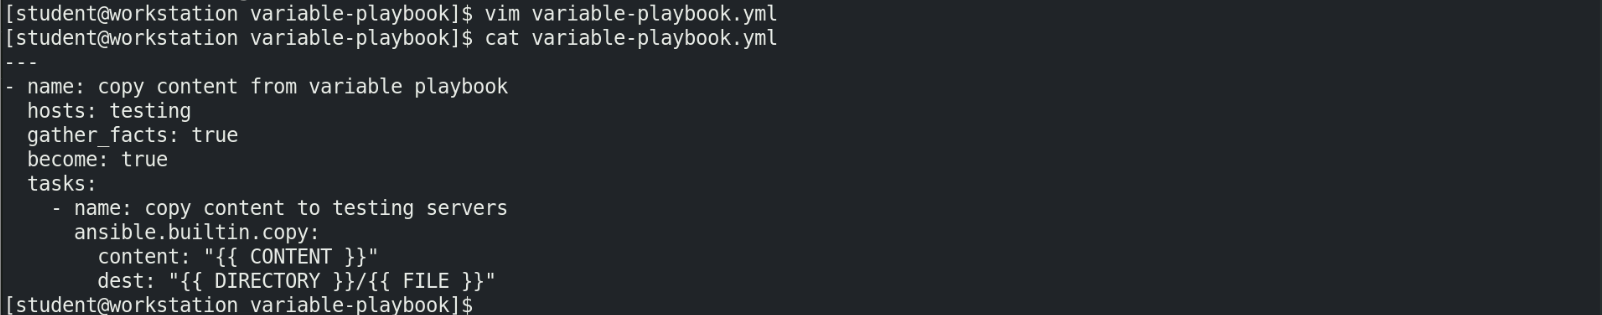 [student@workstation variable-playbook]$ vim variable-playbook.yml
[student@workstation variable-playbook]$ cat variable-playbook.yml
---
- name: copy content from variable playbook
  hosts: testing
  gather_facts: true
  become: true
  tasks:
    - name: copy content to testing servers
      ansible.builtin.copy:
        content: "{{ CONTENT }}"
        dest: "{{ DIRECTORY }}/{{ FILE }}"
[student@workstation variable-playbook]$